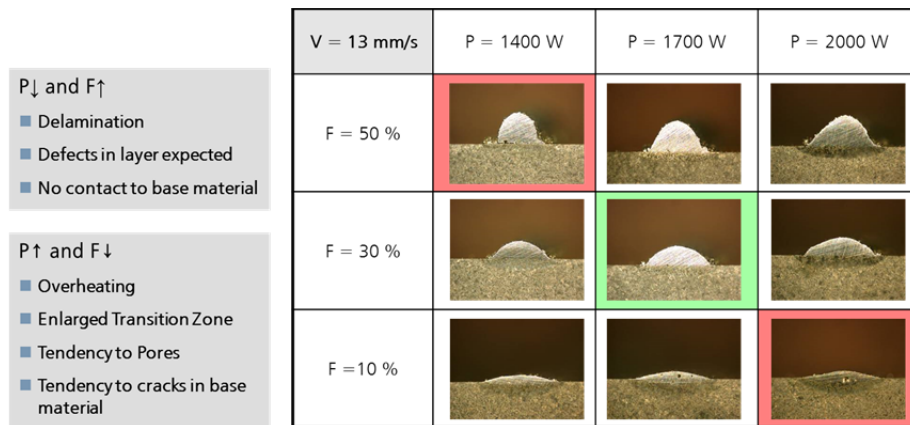 P↓ and F↑
Delamination
Defects in layer expected
No contact to base material
P↑ and F↓
Overheating
Enlarged Transition Zone
Tendency to Pores
Tendency to cracks in base
material
V = 13 mm/s
P = 1400 W
P = 1700 W
P = 2000 W
F = 50 %
F = 30 %
F =10 %